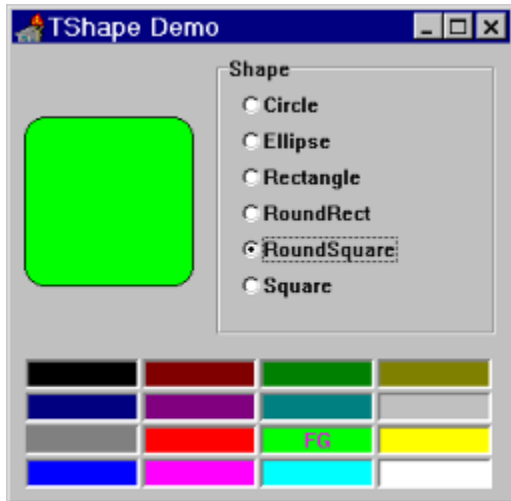 TShape Demo
Shape
Circle
Ellipse
Rectangle
RoundRect
RoundSquare
Square
FG